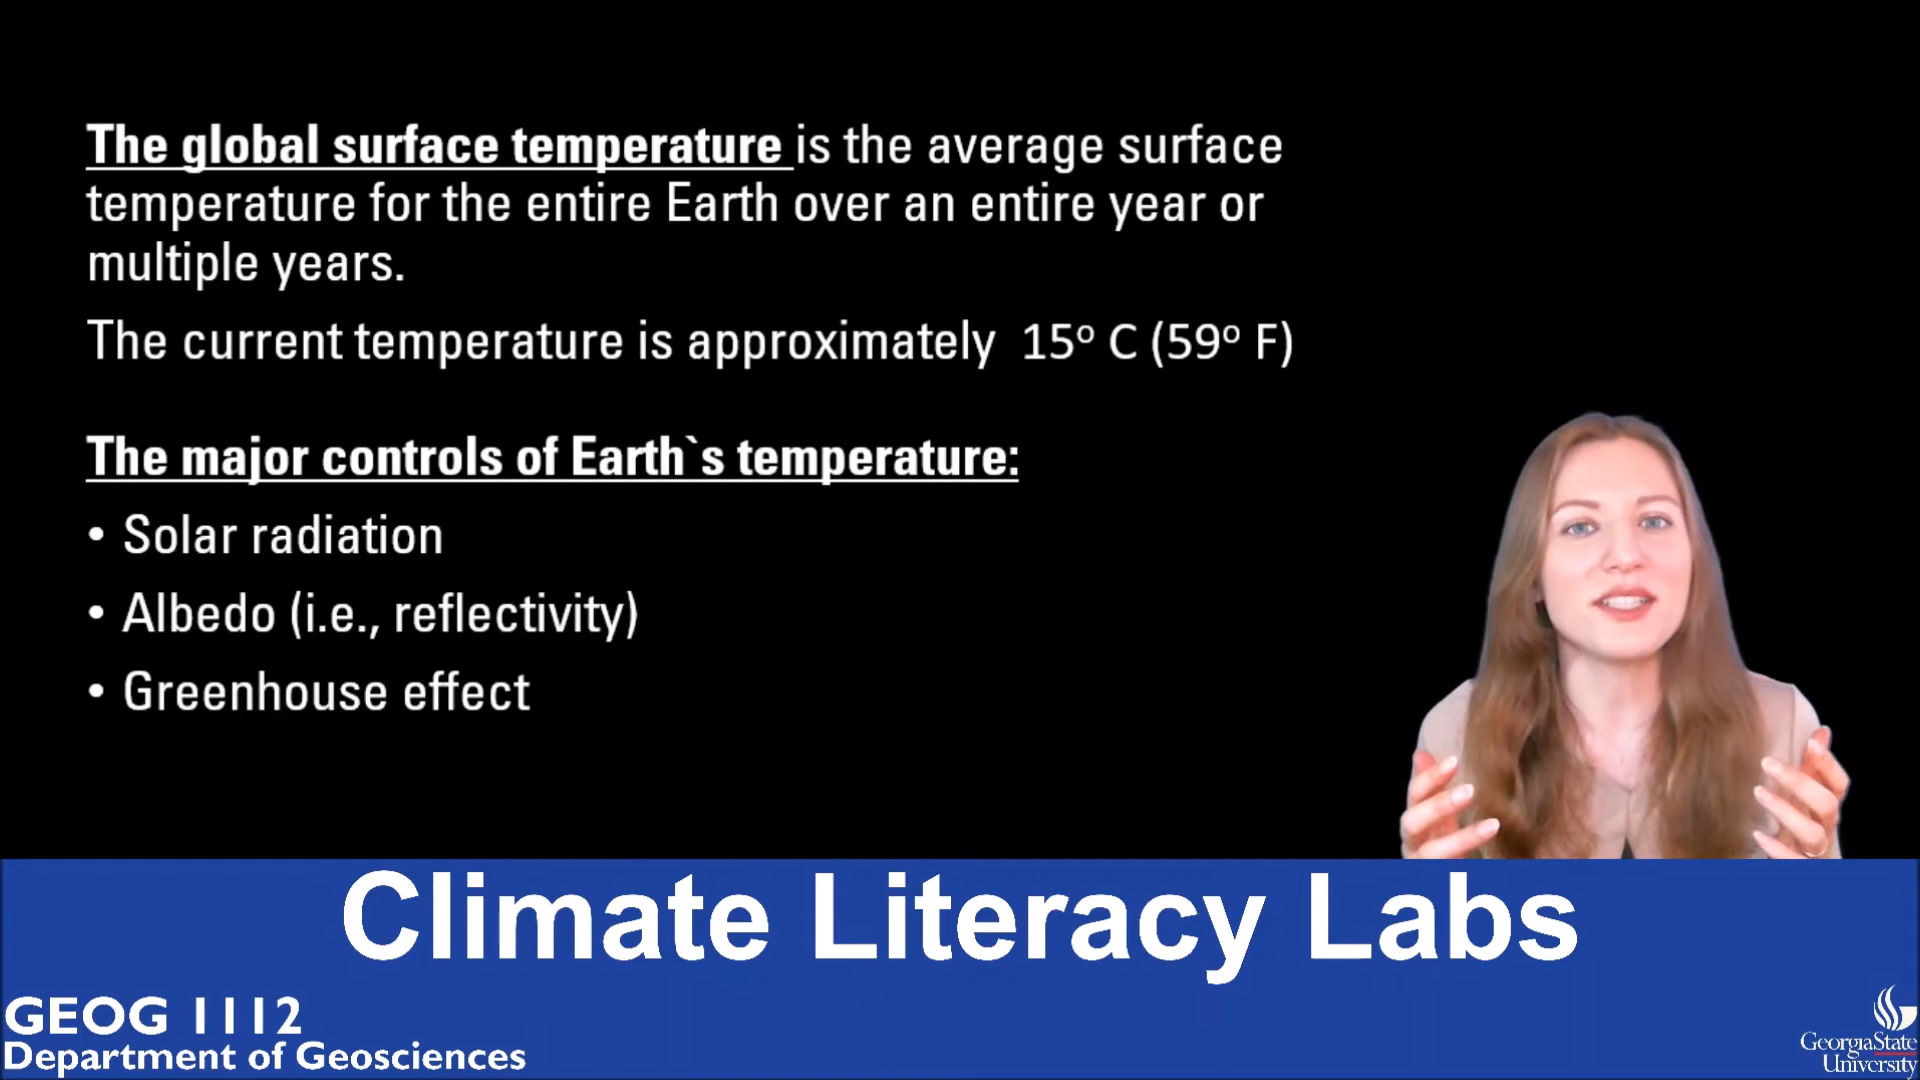 The global surface temperature is the average surface
temperature for the entire Earth over an entire year or
multiple years.
The current temperature is approximately 15º C (59º F)
The major controls of Earth`s temperature:
• Solar radiation
• Albedo (i.e., reflectivity)
• Greenhouse effect
Climate Literacy Labs
GEOG 1112
Department of Geosciences
GeorgiaState
University